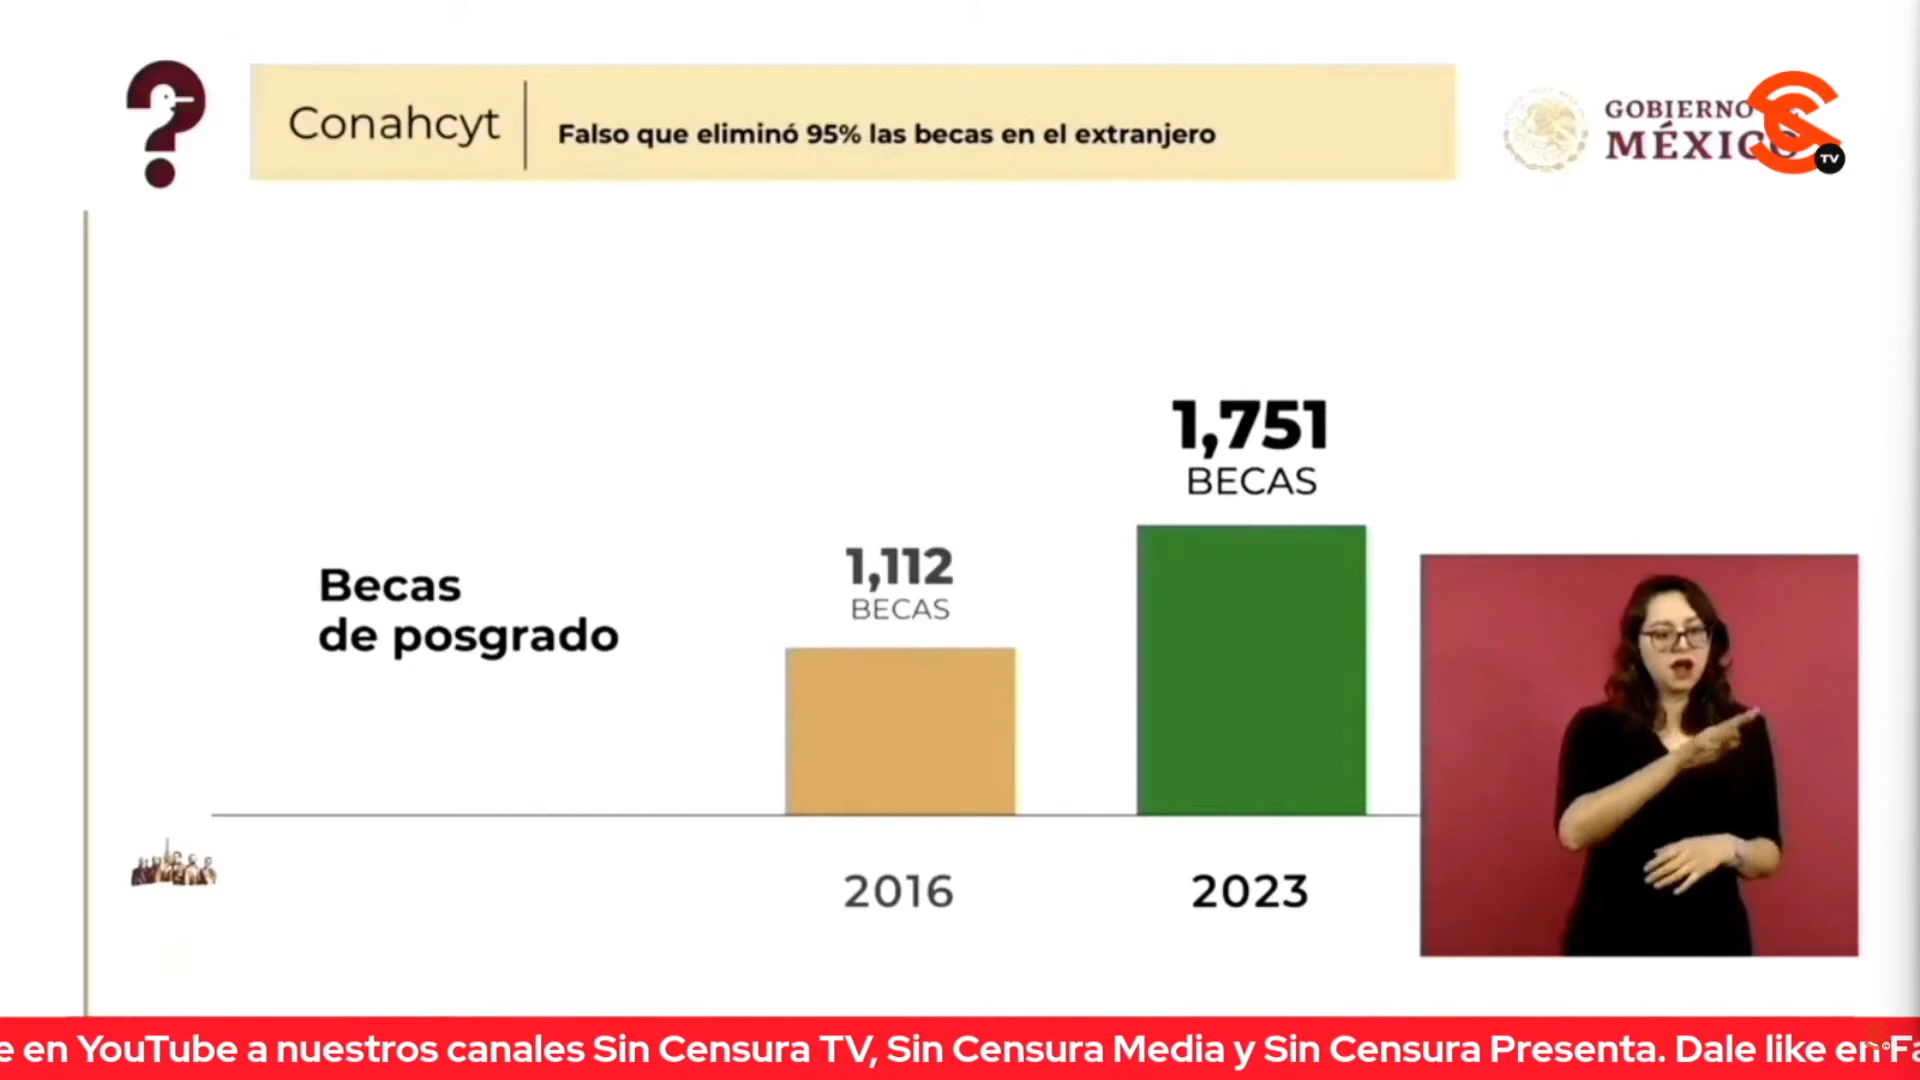 Conahcyt
Falso que eliminó 95% las becas en el extranjero
GOBIERNO
MÉXICO
TV
1,751
BECAS
1,112
BECAS
Becas
de posgrado
2016
2023
e en YouTube a nuestros canales Sin Censura TV, Sin Censura Media y Sin Censura Presenta. Dale like en Fa